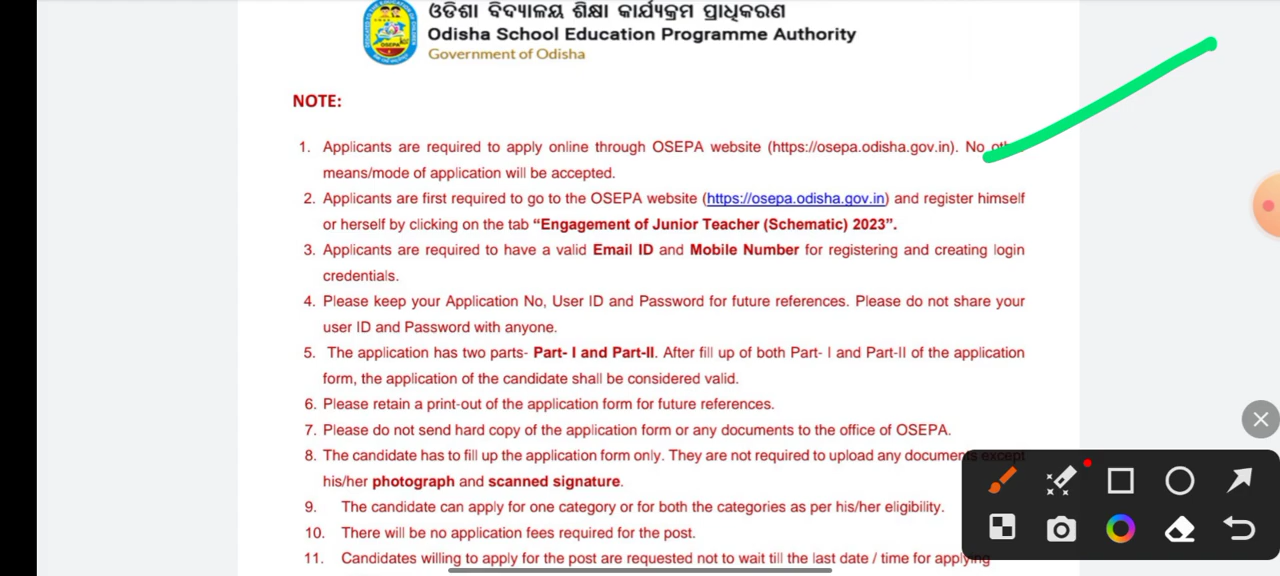 ଓଡିଶା ବିଦ୍ୟାଳୟ ଶିକ୍ଷା କାର୍ଯ୍ୟକ୍ରମ ପ୍ରାଧିକରଣ
Odisha School Education Programme Authority
Government of Odisha
OSEPA
NOTE:
1. Applicants are required to apply online through OSEPA website (https://osepa.odisha.gov.in). No
means/mode of application will be accepted.
2. Applicants are first required to go to the OSEPA website (https://osepa.odisha.gov.in) and register himself
or herself by clicking on the tab “Engagement of Junior Teacher (Schematic) 2023”.
3. Applicants are required to have a valid Email ID and Mobile Number for registering and creating login
credentials.
4. Please keep your Application No, User ID and Password for future references. Please do not share your
user ID and Password with anyone.
5. The application has two parts- Part- I and Part-II. After fill up of both Part- I and Part-II of the application
form, the application of the candidate shall be considered valid.
6. Please retain a print-out of the application form for future references.
7. Please do not send hard copy of the application form or any documents to the office of OSEPA.
8. The candidate has to fill up the application form only. They are not required to upload any documents except
his/her photograph and scanned signature.
9. The candidate can apply for one category or for both the categories as per his/her eligibility.
10. There will be no application fees required for the post.
11. Candidates willing to apply for the post are requested not to wait till the last date / time for applying